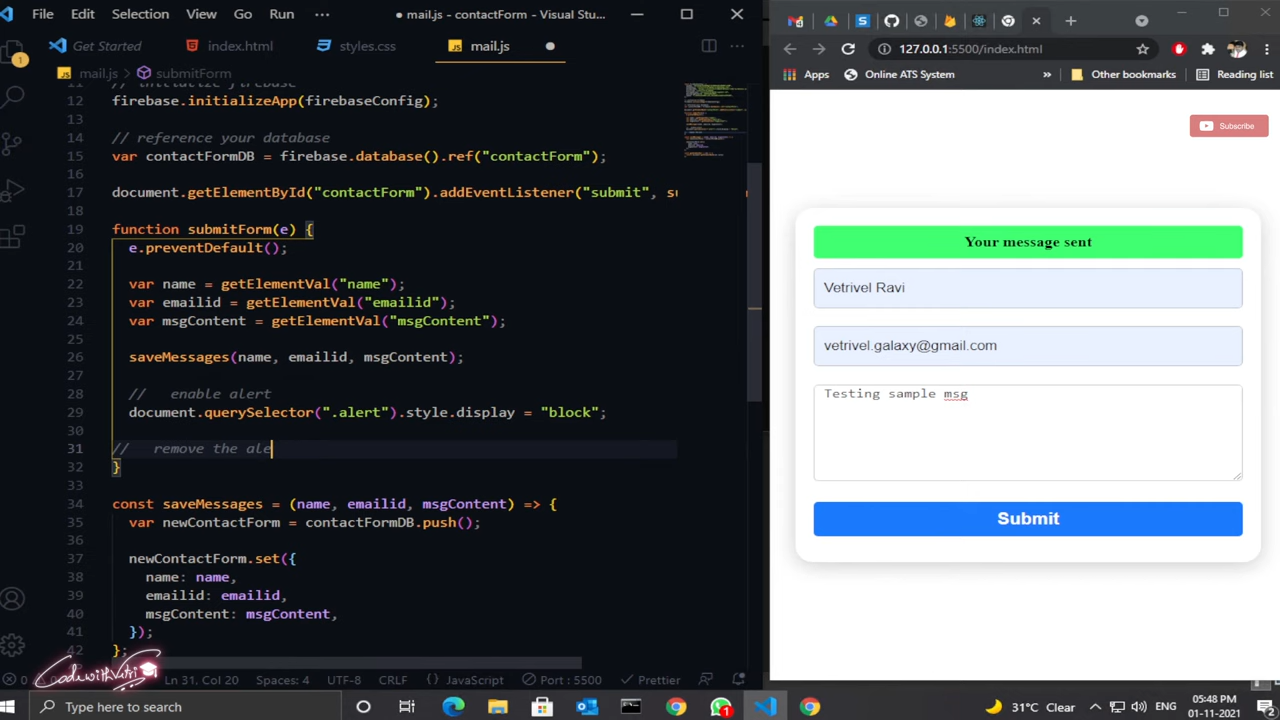 File Edit Selection View Go Run ··· ● mail.js - contactForm - Visual Stu...
Get Started index.html styles.css mail.js ●
mail.js > submitForm
11 // initialize firebase
12 firebase.initializeApp(firebaseConfig);
13
14 // reference your database
15 var contactFormDB = firebase.database().ref("contactForm");
16
17 document.getElementById("contactForm").addEventListener("submit", su
18
19 function submitForm(e) {
20 e.preventDefault();
21
22 var name = getElementVal("name");
23 var emailid = getElementVal("emailid");
24 var msgContent = getElementVal("msgContent");
25
26 saveMessages(name, emailid, msgContent);
27
28 //   enable alert
29 document.querySelector(".alert").style.display = "block";
30
31 //   remove the ale
32 }
33
34 const saveMessages = (name, emailid, msgContent) => {
35 var newContactForm = contactFormDB.push();
36
37 newContactForm.set({
38 name: name,
39 emailid: emailid,
40 msgContent: msgContent,
41 });
42 };
CodewithVetri
0 Ln 31, Col 20 Spaces: 4 UTF-8 CRLF {} JavaScript Port : 5500 Prettier
127.0.0.1:5500/index.html
Apps Online ATS System » Other bookmarks Reading list
Subscribe
Your message sent
Vetrivel Ravi
vetrivel.galaxy@gmail.com
Testing sample msg
Submit
Type here to search
1
31°C Clear ENG 05:48 PM
01-11-2021
2